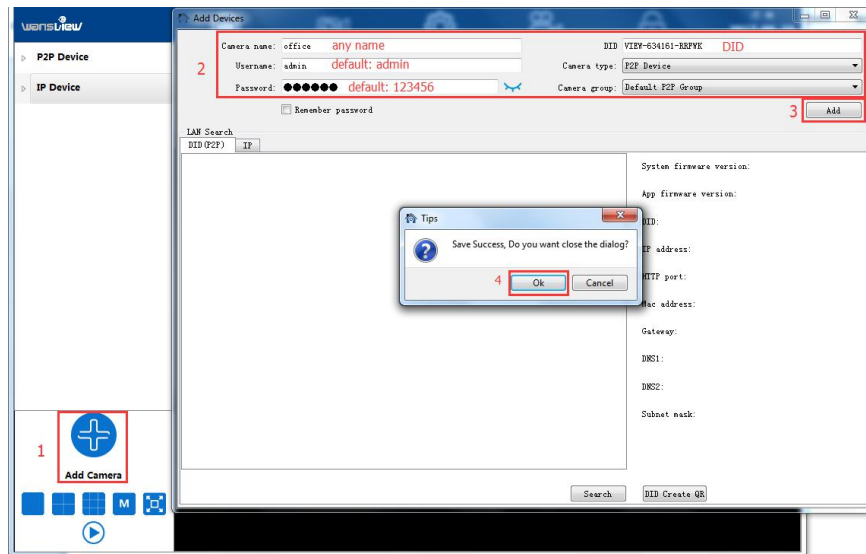 wansview
Add Devices
P2P Device
IP Device
2
Camera name: office any name
DID VIEW-634161-RRPWK DID
Username: admin default: admin
Camera type: P2P Device
Password: ●●●●●● default: 123456
Camera group: Default P2P Group
Remember password
3 Add
LAN Search
DID(P2P) IP
System firmware version:
App firmware version:
DID:
IP address:
HTTP port:
Mac address:
Gateway:
DNS1:
DNS2:
Subnet mask:
Tips
Save Success, Do you want close the dialog?
4 Ok Cancel
1
Add Camera
M
Search DID Create QR